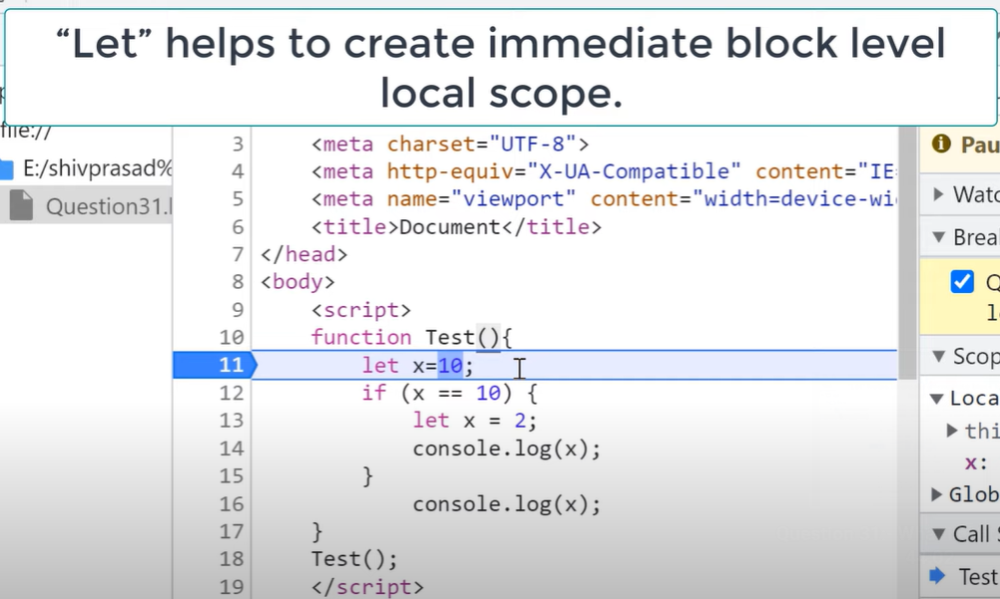 “Let” helps to create immediate block level
local scope.
file://
E:/shivprasad%
Question31.
3 <meta charset="UTF-8">
4 <meta http-equiv="X-UA-Compatible" content="IE
5 <meta name="viewport" content="width=device-wi
6 <title>Document</title>
7 </head>
8 <body>
9 <script>
10 function Test(){
11 let x=10;
12 if (x == 10) {
13 let x = 2;
14 console.log(x);
15 }
16 console.log(x);
17 }
18 Test();
19 </script>
Pau
Watc
Brea
Q
Scop
Loca
thi
x:
Glob
Call S
Test